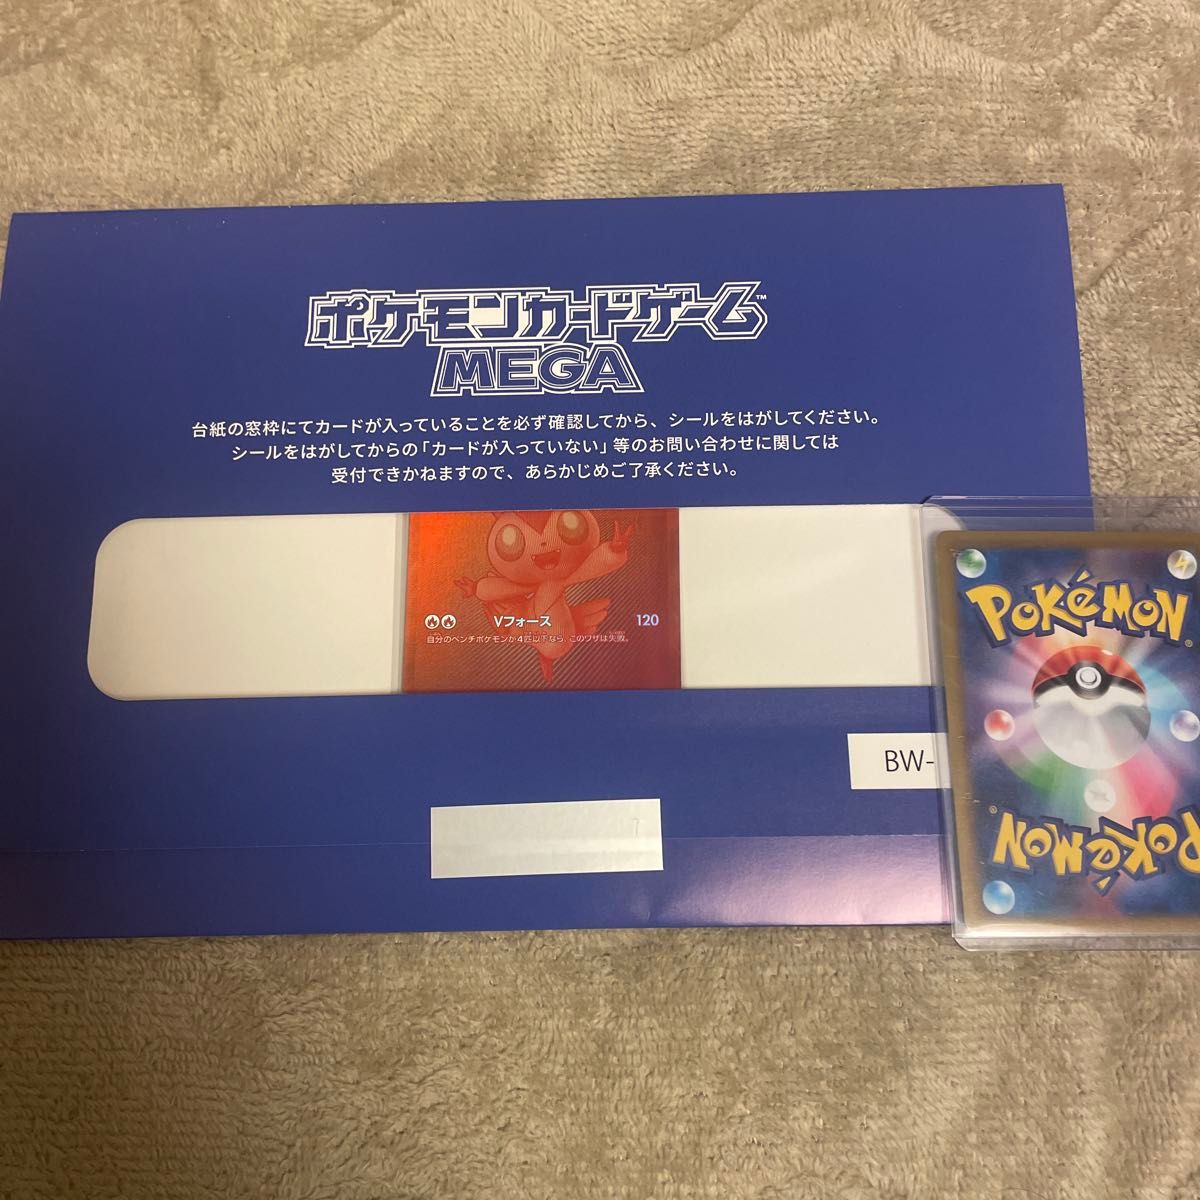 ポケモンカードゲーム™
MEGA
台紙の窓枠にてカードが入っていることを必ず確認してから、シールをはがしてください。
シールをはがしてからの「カードが入っていない」等のお問い合わせに関しては
受付できかねますので、あらかじめご了承ください。
Vフォース 120
自分のベンチポケモンが4匹以下なら、このワザは失敗。
BW-
POKéMON
POKéMON